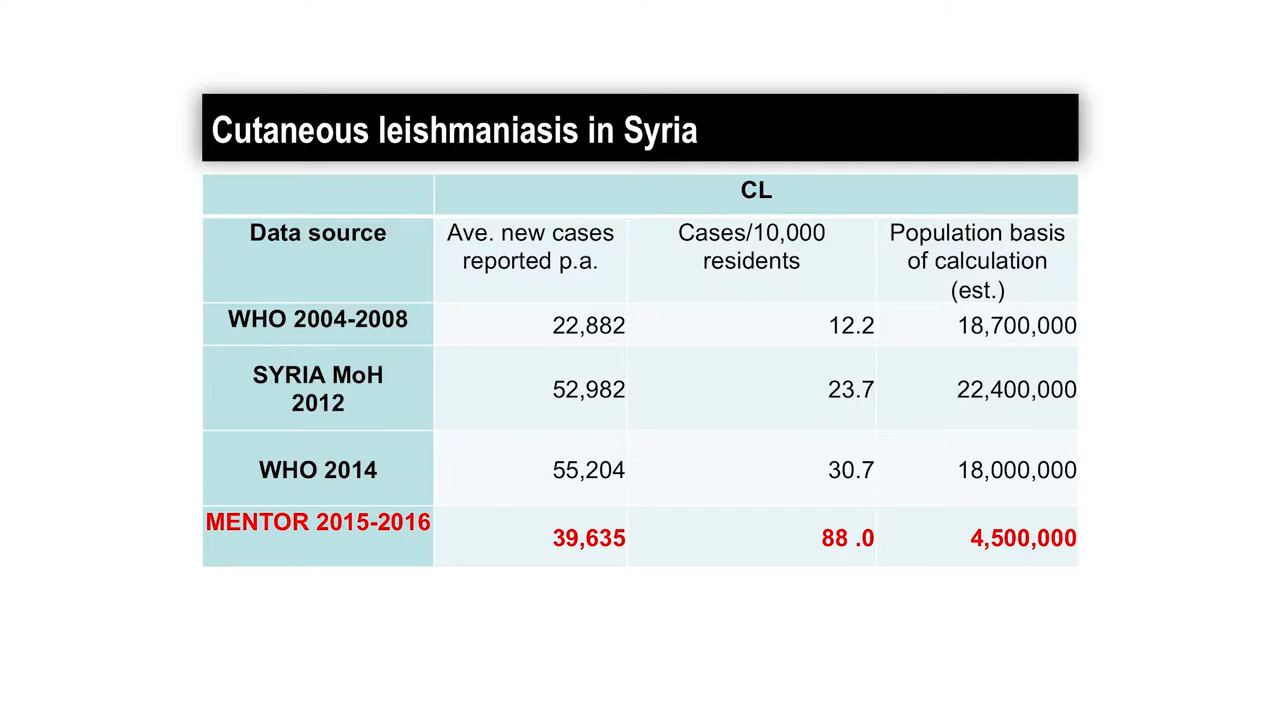 Cutaneous leishmaniasis in Syria
CL
Data source
Ave. new cases
reported p.a.
Cases/10,000
residents
Population basis
of calculation
(est.)
WHO 2004-2008
22,882
12.2
18,700,000
SYRIA MoH
2012
52,982
23.7
22,400,000
WHO 2014
55,204
30.7
18,000,000
MENTOR 2015-2016
39,635
88 .0
4,500,000